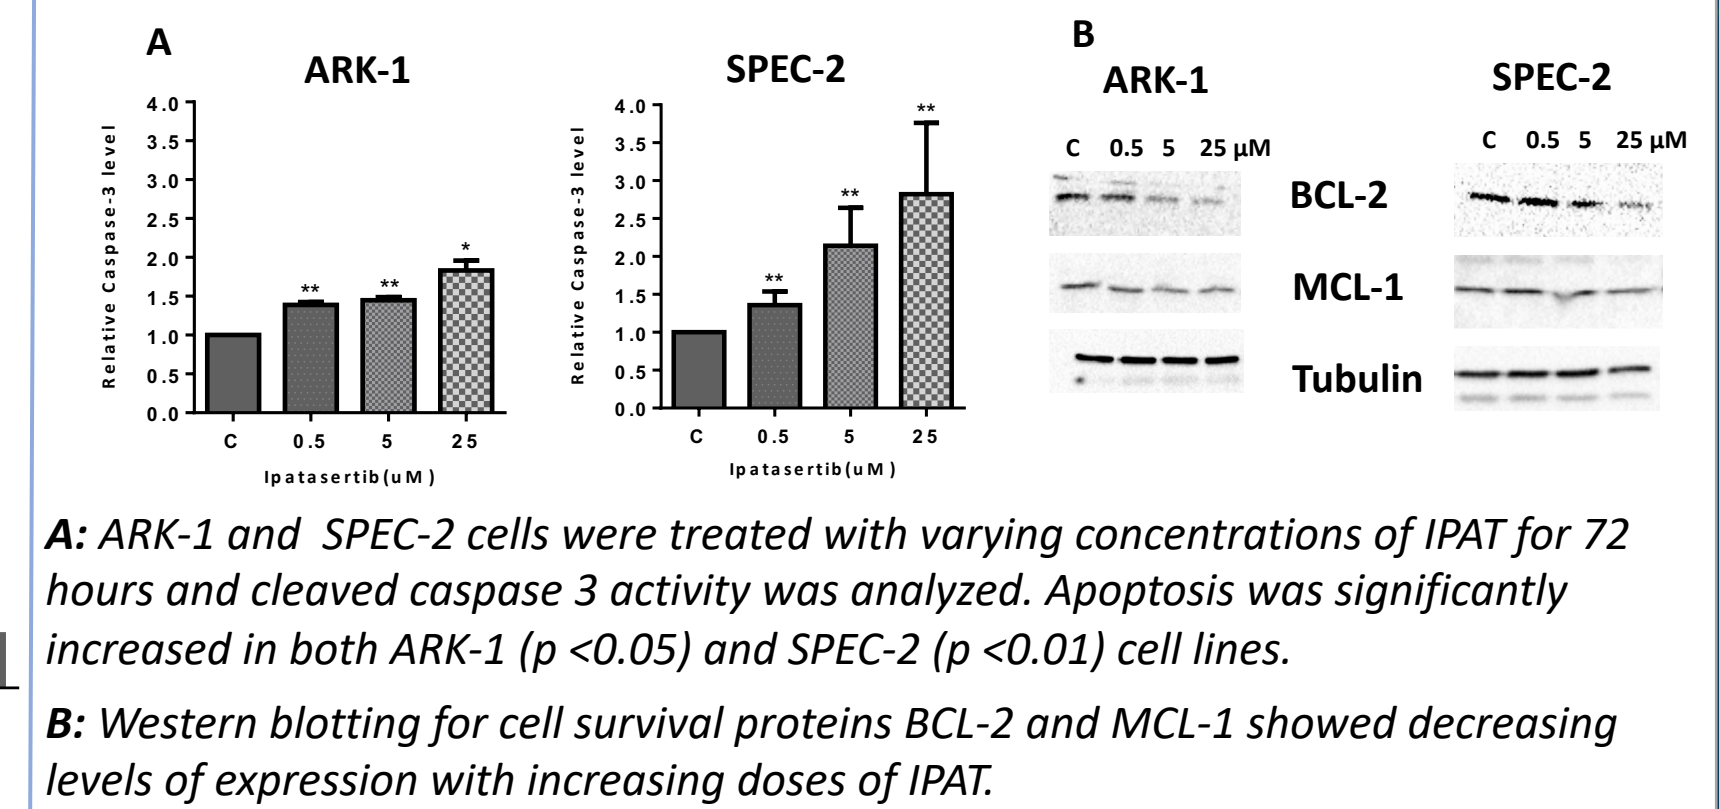 A
ARK-1
Relative Caspase-3 level
4.0
3.5
3.0
2.5
2.0
1.5
1.0
0.5
0.0
**
**
*
C 0.5 5 25
Ipatasertib(uM)
SPEC-2
Relative Caspase-3 level
4.0
3.5
3.0
2.5
2.0
1.5
1.0
0.5
0.0
**
**
**
C 0.5 5 25
Ipatasertib(uM)
B
ARK-1
SPEC-2
C 0.5 5 25 µM
C 0.5 5 25 µM
BCL-2
MCL-1
Tubulin
A: ARK-1 and SPEC-2 cells were treated with varying concentrations of IPAT for 72
hours and cleaved caspase 3 activity was analyzed. Apoptosis was significantly
increased in both ARK-1 (p <0.05) and SPEC-2 (p <0.01) cell lines.
B: Western blotting for cell survival proteins BCL-2 and MCL-1 showed decreasing
levels of expression with increasing doses of IPAT.